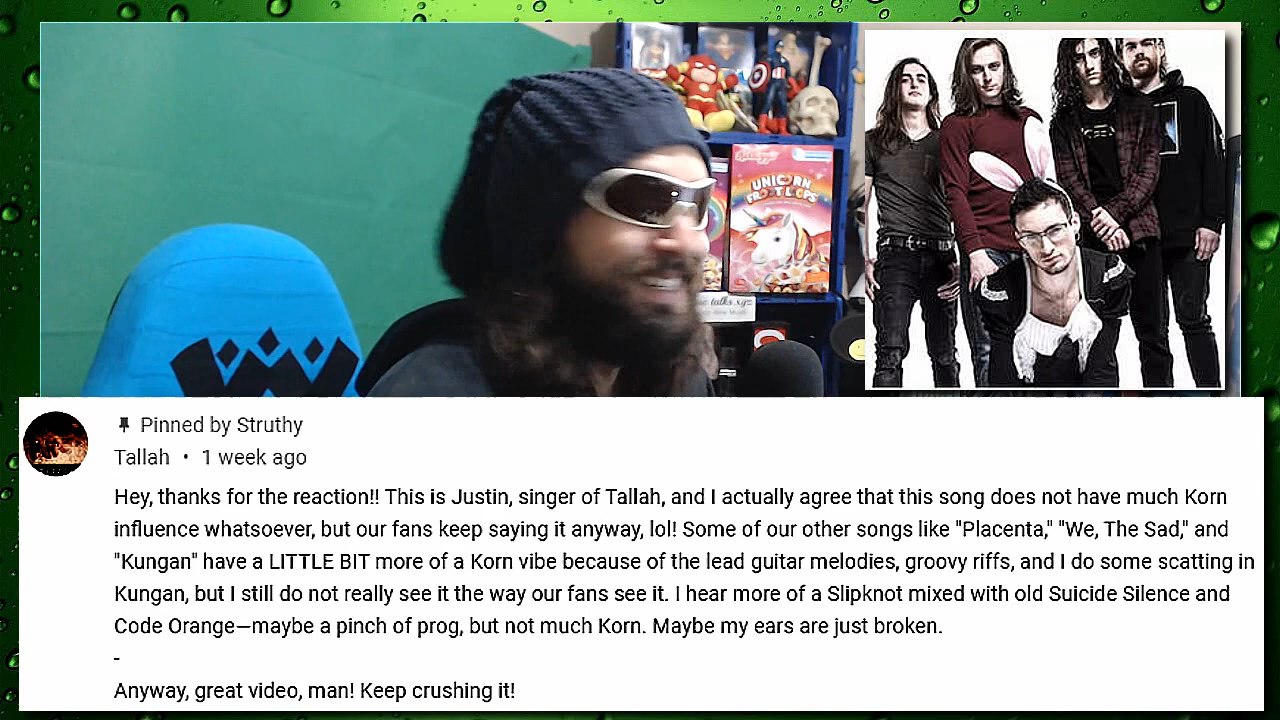 Kellogg's
UNICORN
FROOT LOOPS
talks.xyz
Pinned by Struthy
Tallah • 1 week ago
Hey, thanks for the reaction!! This is Justin, singer of Tallah, and I actually agree that this song does not have much Korn
influence whatsoever, but our fans keep saying it anyway, lol! Some of our other songs like "Placenta," "We, The Sad," and
"Kungan" have a LITTLE BIT more of a Korn vibe because of the lead guitar melodies, groovy riffs, and I do some scatting in
Kungan, but I still do not really see it the way our fans see it. I hear more of a Slipknot mixed with old Suicide Silence and
Code Orange—maybe a pinch of prog, but not much Korn. Maybe my ears are just broken.
-
Anyway, great video, man! Keep crushing it!